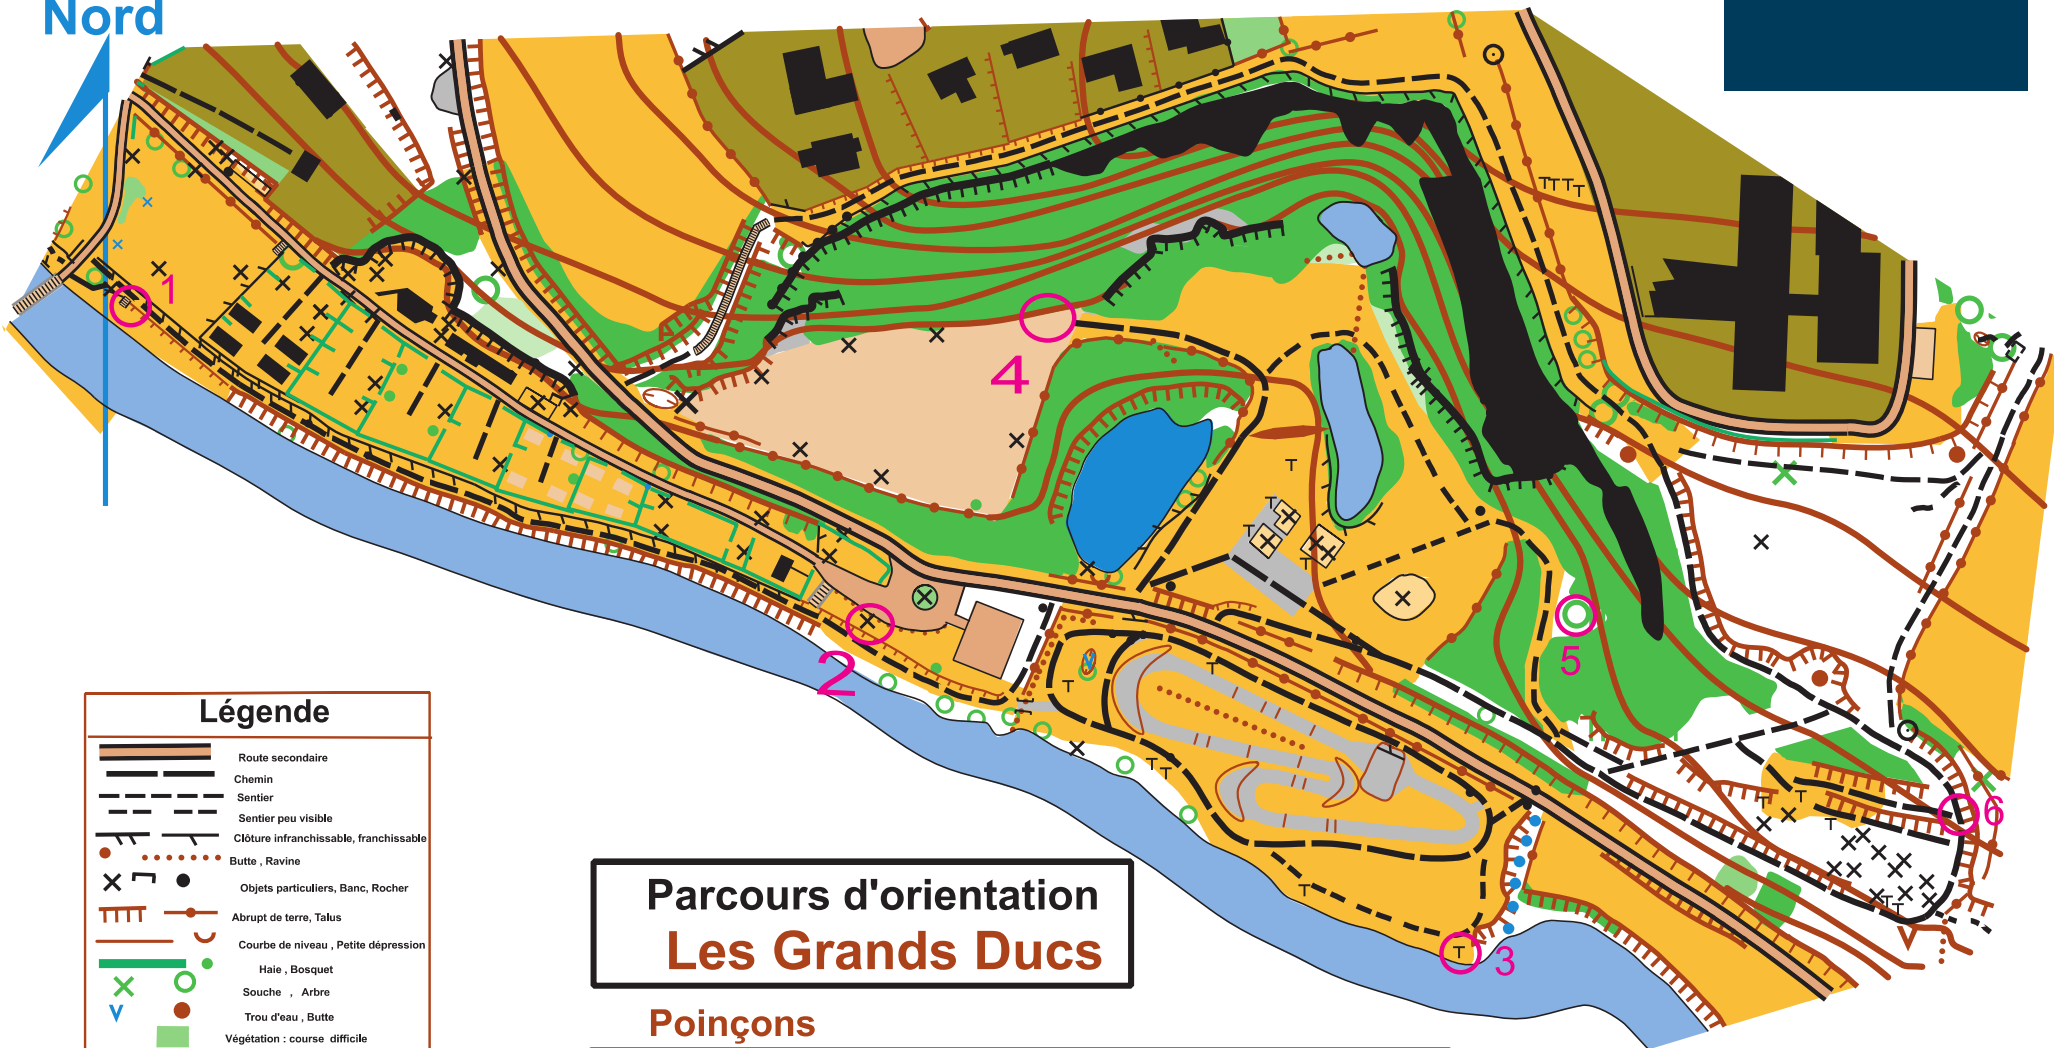 Nord
1
4
2
5
6
3
Légende
Route secondaire
Chemin
Sentier
Sentier peu visible
Clôture infranchissable, franchissable
Butte , Ravine
Objets particuliers, Banc, Rocher
Abrupt de terre, Talus
Courbe de niveau , Petite dépression
Haie , Bosquet
Souche , Arbre
Trou d'eau , Butte
Végétation : course difficile
Parcours d'orientation
Les Grands Ducs
Poinçons